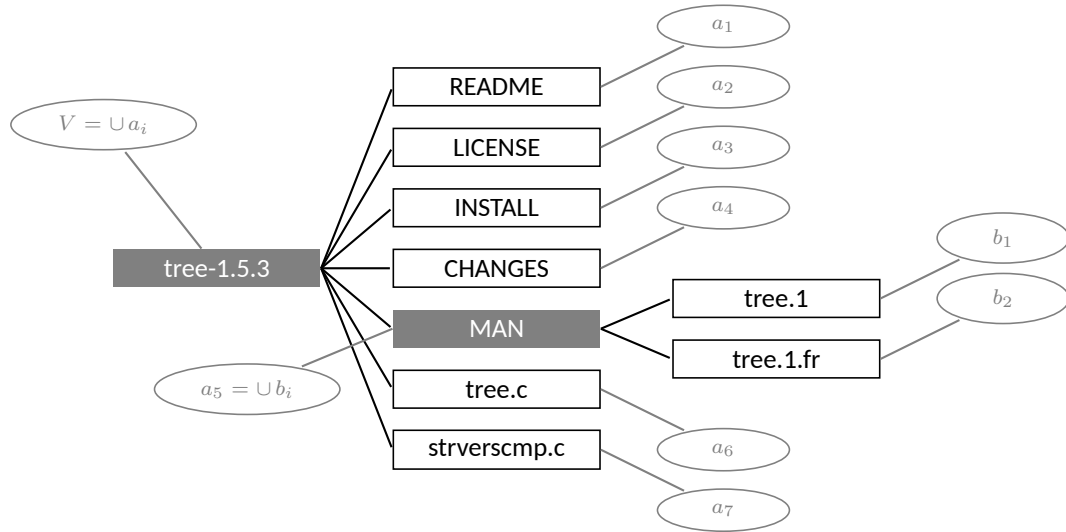 a₁
README
a₂
V = ∪ aᵢ
LICENSE
a₃
INSTALL
a₄
b₁
tree-1.5.3
CHANGES
tree.1
b₂
MAN
tree.1.fr
a₅ = ∪ bᵢ
tree.c
strverscmp.c
a₆
a₇